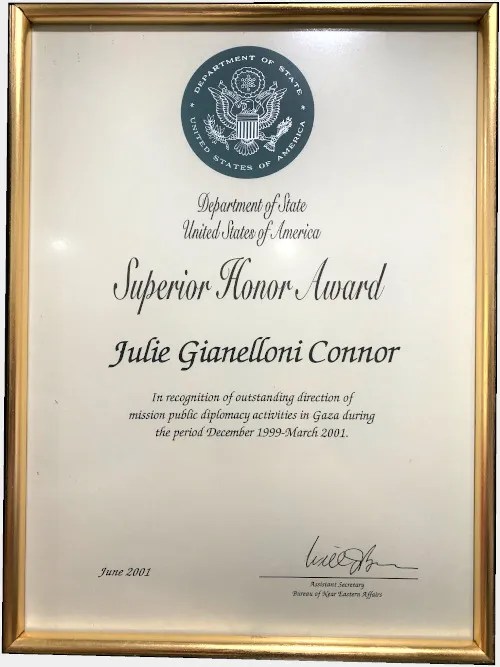 DEPARTMENT OF STATE
UNITED STATES OF AMERICA
Department of State
United States of America
Superior Honor Award
Julie Gianelloni Connor
In recognition of outstanding direction of
mission public diplomacy activities in Gaza during
the period December 1999-March 2001.
June 2001
Assistant Secretary
Bureau of Near Eastern Affairs